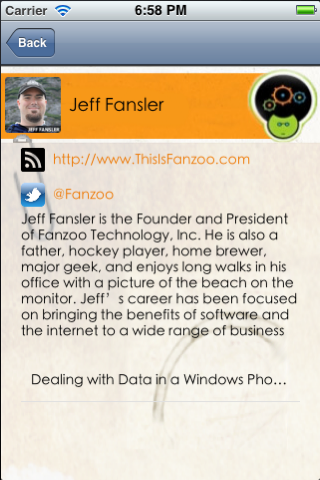 Carrier 6:58 PM
Back
JEFF FANSLER
Jeff Fansler
http://www.ThisIsFanzoo.com
@Fanzoo
Jeff Fansler is the Founder and President
of Fanzoo Technology, Inc. He is also a
father, hockey player, home brewer,
major geek, and enjoys long walks in his
office with a picture of the beach on the
monitor. Jeff’s career has been focused
on bringing the benefits of software and
the internet to a wide range of business
Dealing with Data in a Windows Pho…